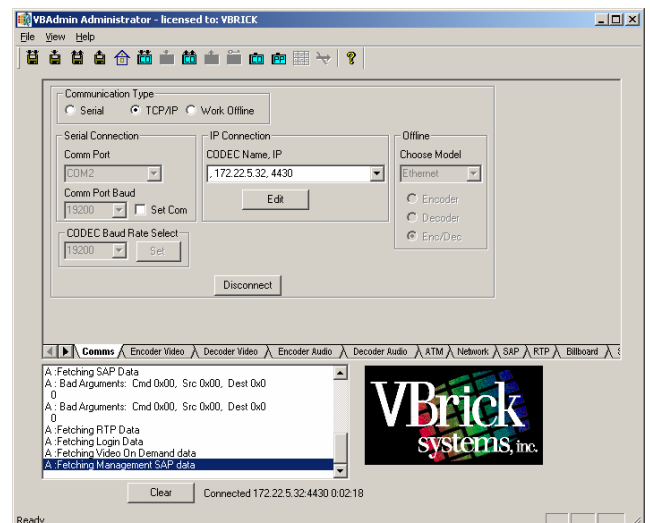 VBAdmin Administrator - licensed to: VBRICK
File View Help
Communication Type
Serial TCP/IP Work Offline
Serial Connection
Comm Port
COM2
Comm Port Baud
19200 Set Com
CODEC Baud Rate Select
19200 Set
IP Connection
CODEC Name, IP
, 172.22.5.32, 4430
Edit
Offline
Choose Model
Ethernet
Encoder
Decoder
Enc/Dec
Disconnect
Comms Encoder Video Decoder Video Encoder Audio Decoder Audio ATM Network SAP RTP Billboard
A :Fetching SAP Data
A : Bad Arguments: Cmd 0x00, Src 0x00, Dest 0x0
0
A : Bad Arguments: Cmd 0x00, Src 0x00, Dest 0x0
0
A :Fetching RTP Data
A :Fetching Login Data
A :Fetching Video On Demand data
A :Fetching Management SAP data
VBrick
systems, inc.
Clear Connected 172.22.5.32:4430 0:02:18
Ready